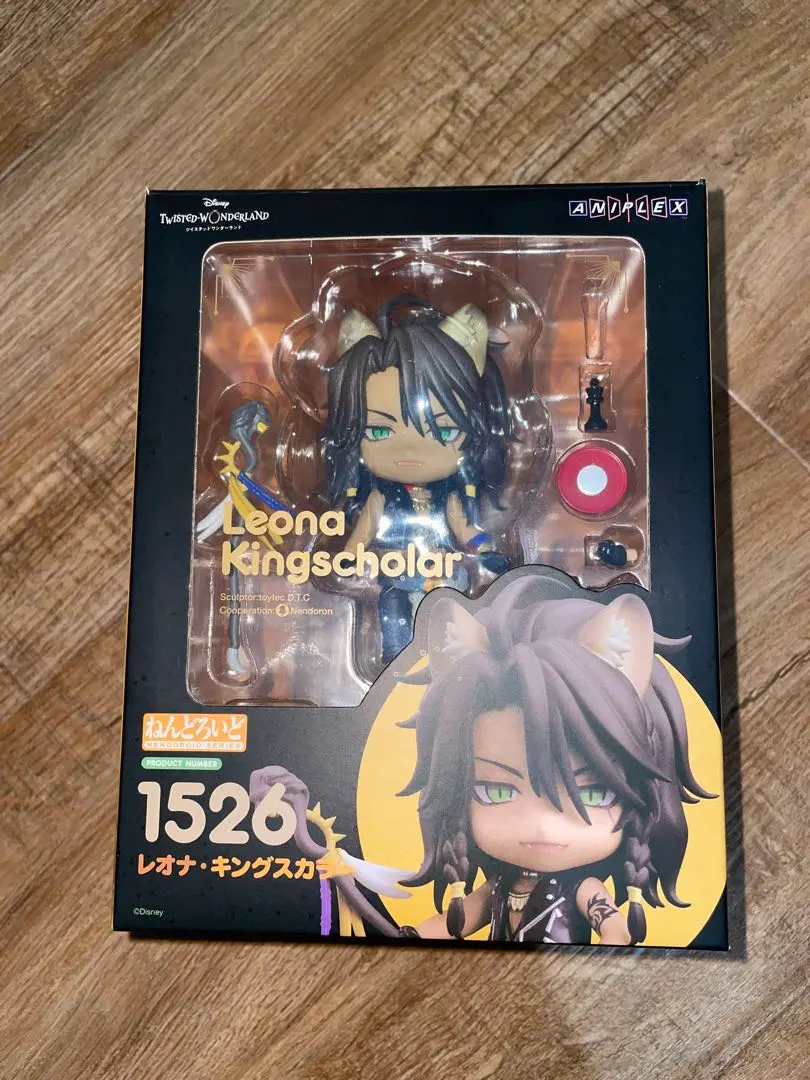 Disney
TWISTED-WONDERLAND
ツイステッドワンダーランド
ANIPLEX
Leona
Kingscholar
Sculptor:toytec D.T.C
Cooperation: Nendoron
ねんどろいど
NENDOROID SERIES
PRODUCT NUMBER
1526
レオナ・キングスカラー
©Disney